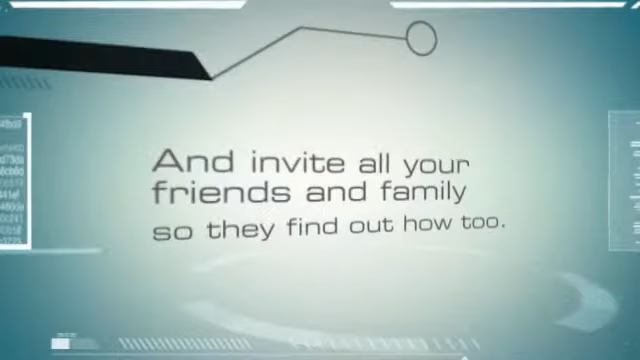 And invite all your
friends and family
so they find out how too.